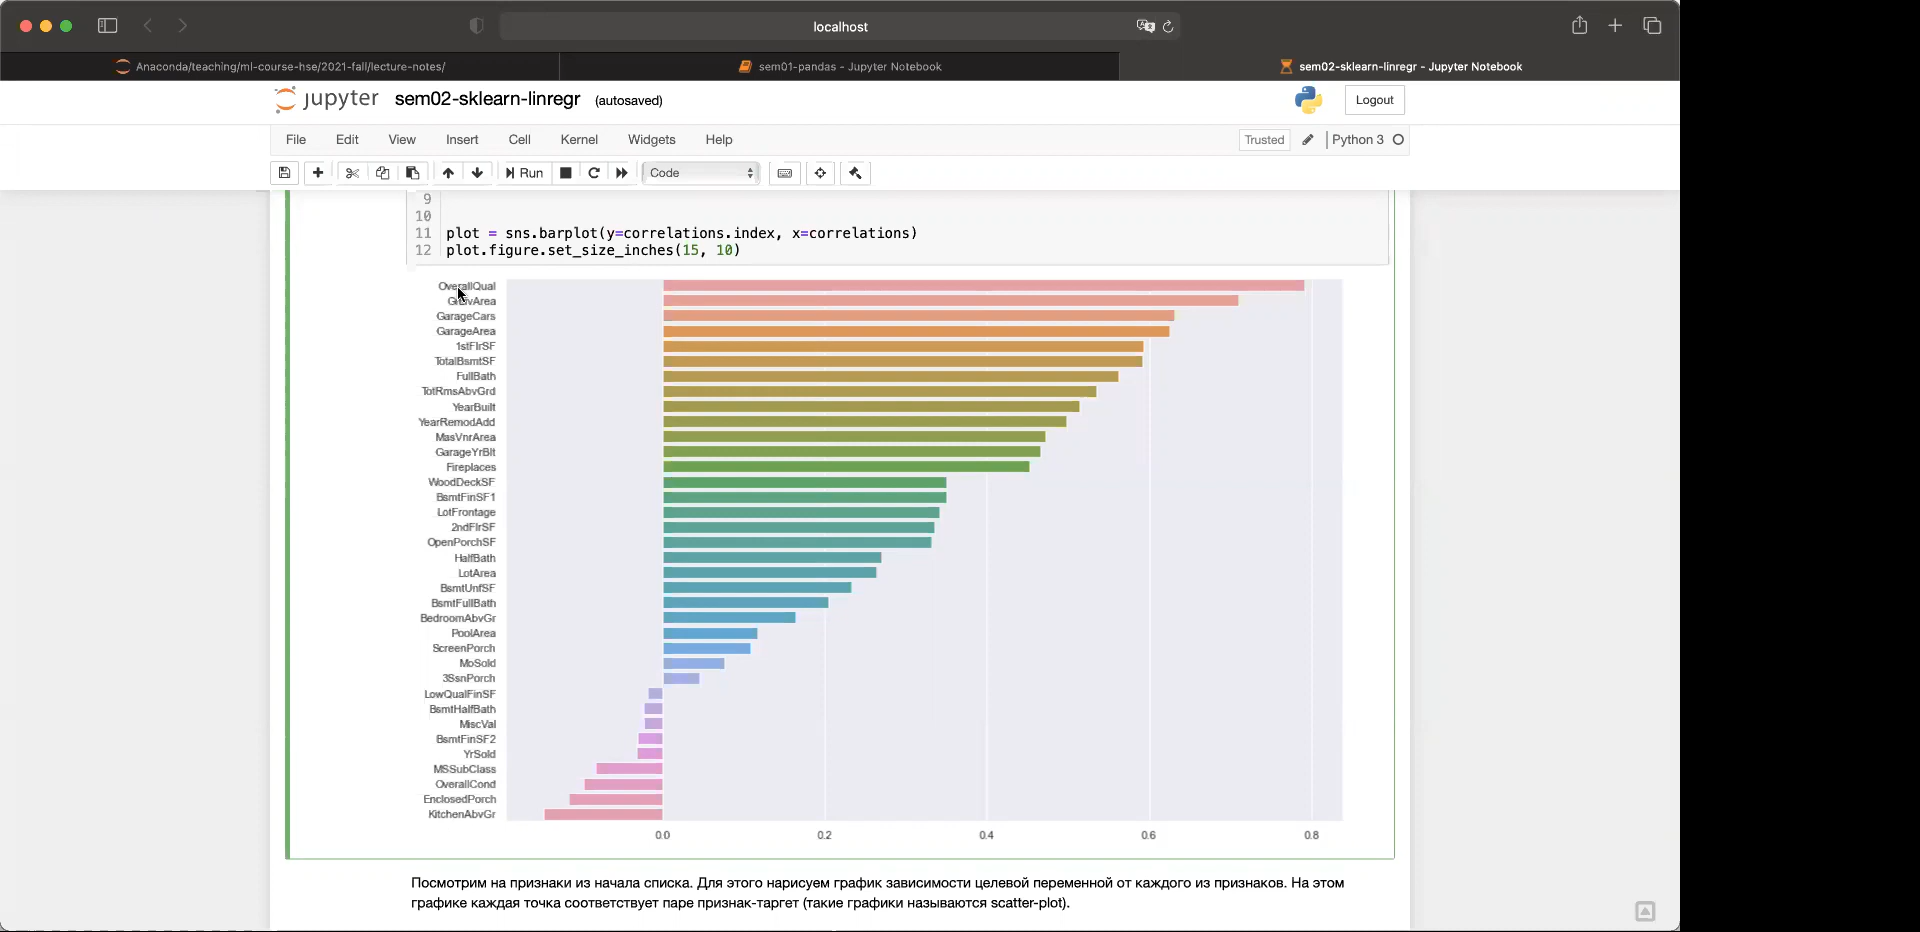 localhost
Anaconda/teaching/ml-course-hse/2021-fall/lecture-notes/
sem01-pandas - Jupyter Notebook
sem02-sklearn-linregr - Jupyter Notebook
jupyter sem02-sklearn-linregr (autosaved)
Logout
File Edit View Insert Cell Kernel Widgets Help
Trusted Python 3
Run Code
9
10
11 plot = sns.barplot(y=correlations.index, x=correlations)
12 plot.figure.set_size_inches(15, 10)
OverallQual
GrLivArea
GarageCars
GarageArea
1stFlrSF
TotalBsmtSF
FullBath
TotRmsAbvGrd
YearBuilt
YearRemodAdd
MasVnrArea
GarageYrBlt
Fireplaces
WoodDeckSF
BsmtFinSF1
LotFrontage
2ndFlrSF
OpenPorchSF
HalfBath
LotArea
BsmtUnfSF
BsmtFullBath
BedroomAbvGr
PoolArea
ScreenPorch
MoSold
3SsnPorch
LowQualFinSF
BsmtHalfBath
MiscVal
BsmtFinSF2
YrSold
MSSubClass
OverallCond
EnclosedPorch
KitchenAbvGr
0.0 0.2 0.4 0.6 0.8
Посмотрим на признаки из начала списка. Для этого нарисуем график зависимости целевой переменной от каждого из признаков. На этом
графике каждая точка соответствует паре признак-таргет (такие графики называются scatter-plot).